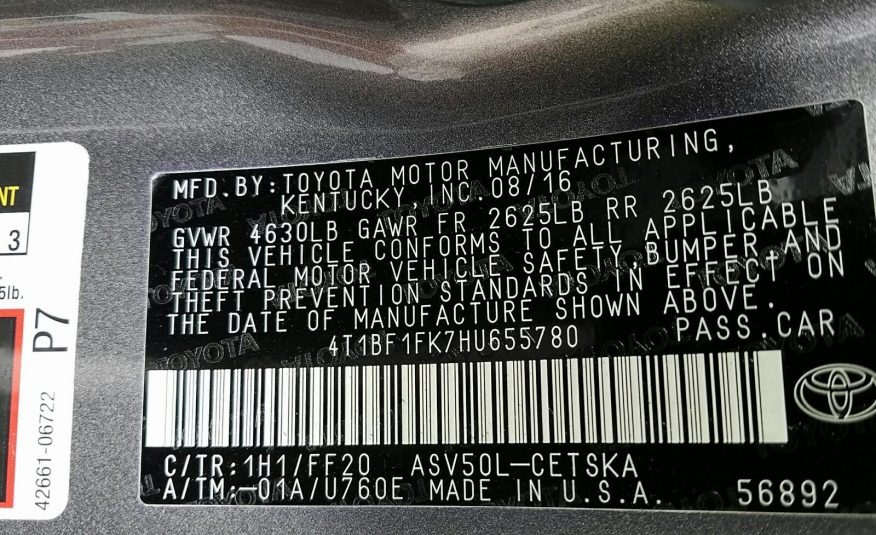 NT
3
5lb.
P7
42661-06722
MFD. BY: TOYOTA MOTOR MANUFACTURING,
KENTUCKY, INC. 08/16
GVWR 4630LB GAWR FR 2625LB RR 2625LB
THIS VEHICLE CONFORMS TO ALL APPLICABLE
FEDERAL MOTOR VEHICLE SAFETY, BUMPER, AND
THEFT PREVENTION STANDARDS IN EFFECT ON
THE DATE OF MANUFACTURE SHOWN ABOVE.
4T1BF1FK7HU655780 PASS. CAR
C/TR: 1H1/FF20 ASV50L-CETSKA
A/TM:-01A/U760E MADE IN U.S.A. 56892